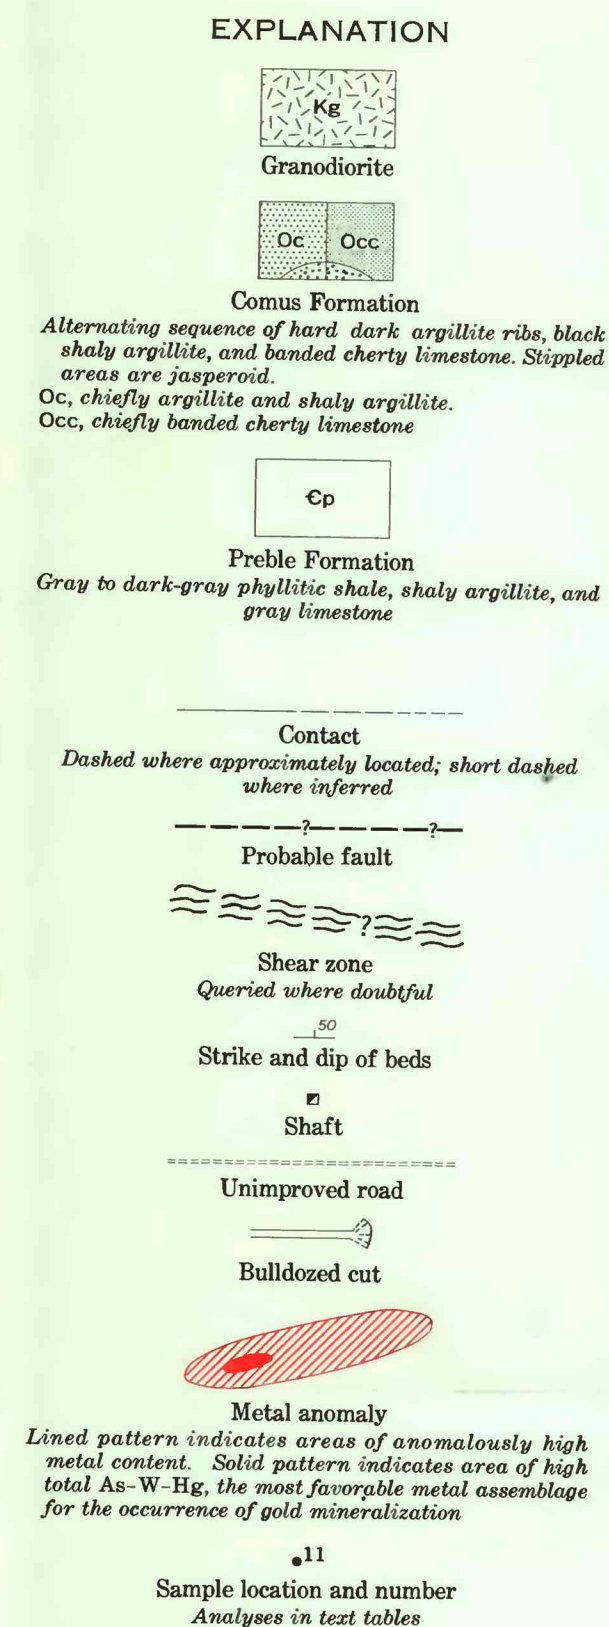 EXPLANATION
Kg
Granodiorite
Oc Occ
Comus Formation
Alternating sequence of hard dark argillite ribs, black
shaly argillite, and banded cherty limestone. Stippled
areas are jasperoid.
Oc, chiefly argillite and shaly argillite.
Occ, chiefly banded cherty limestone
Єp
Preble Formation
Gray to dark-gray phyllitic shale, shaly argillite, and
gray limestone
Contact
Dashed where approximately located; short dashed
where inferred
? ?
Probable fault
?
Shear zone
Queried where doubtful
50
Strike and dip of beds
Shaft
Unimproved road
Bulldozed cut
Metal anomaly
Lined pattern indicates areas of anomalously high
metal content. Solid pattern indicates area of high
total As-W-Hg, the most favorable metal assemblage
for the occurrence of gold mineralization
11
Sample location and number
Analyses in text tables